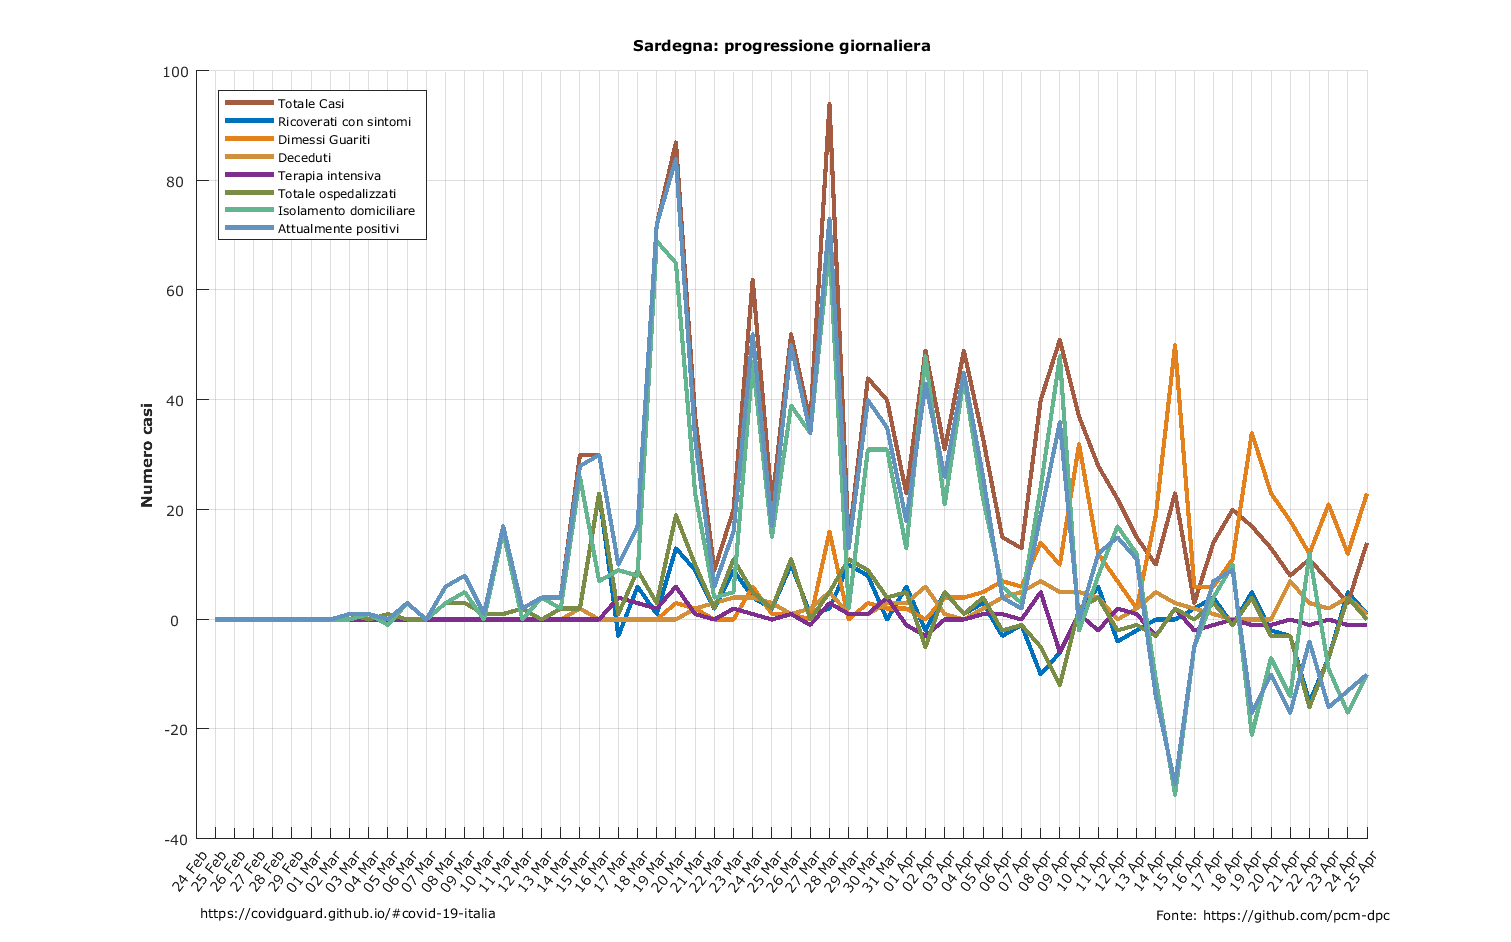 Sardegna: progressione giornaliera
100
80
60
40
20
0
-20
-40
Numero casi
Totale Casi
Ricoverati con sintomi
Dimessi Guariti
Deceduti
Terapia intensiva
Totale ospedalizzati
Isolamento domiciliare
Attualmente positivi
24 Feb
25 Feb
26 Feb
27 Feb
28 Feb
29 Feb
01 Mar
02 Mar
03 Mar
04 Mar
05 Mar
06 Mar
07 Mar
08 Mar
09 Mar
10 Mar
11 Mar
12 Mar
13 Mar
14 Mar
15 Mar
16 Mar
17 Mar
18 Mar
19 Mar
20 Mar
21 Mar
22 Mar
23 Mar
24 Mar
25 Mar
26 Mar
27 Mar
28 Mar
29 Mar
30 Mar
31 Mar
01 Apr
02 Apr
03 Apr
04 Apr
05 Apr
06 Apr
07 Apr
08 Apr
09 Apr
10 Apr
11 Apr
12 Apr
13 Apr
14 Apr
15 Apr
16 Apr
17 Apr
18 Apr
19 Apr
20 Apr
21 Apr
22 Apr
23 Apr
24 Apr
25 Apr
https://covidguard.github.io/#covid-19-italia
Fonte: https://github.com/pcm-dpc